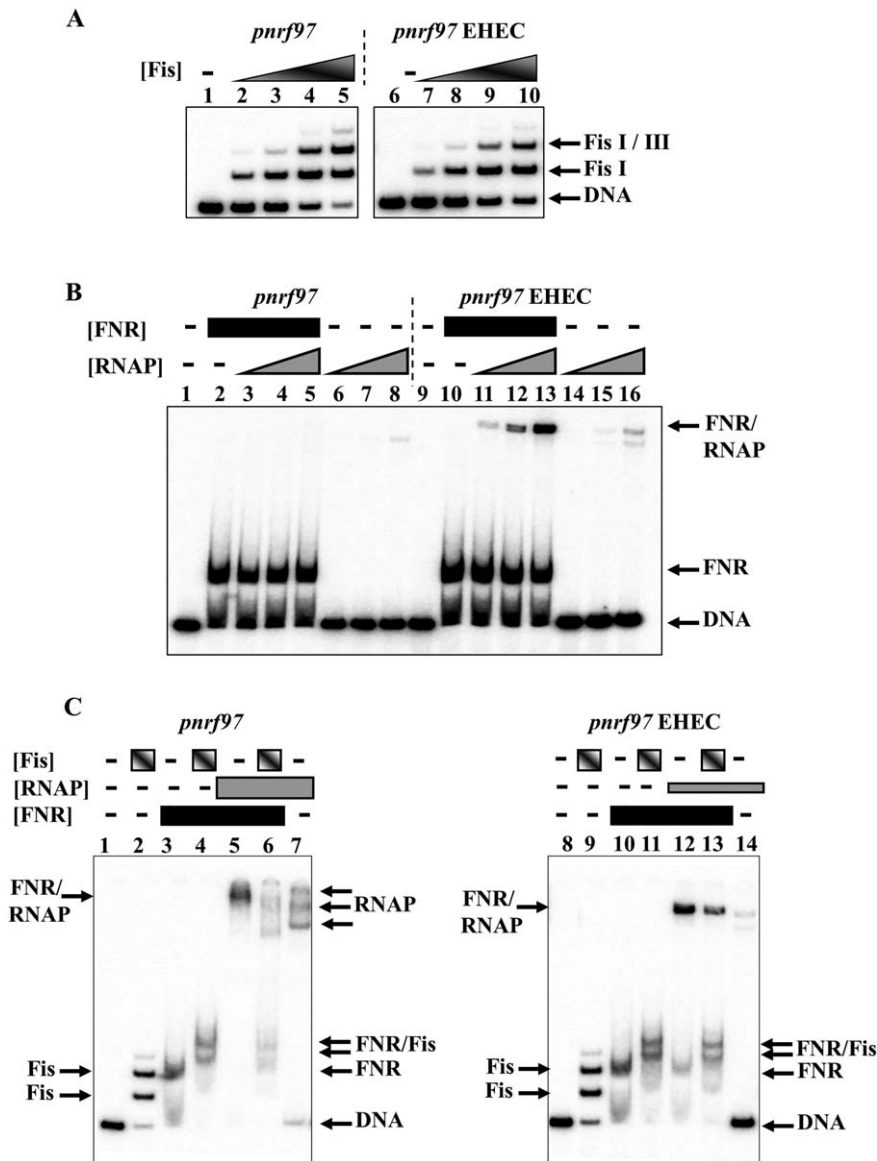 A
pnrf97 pnrf97 EHEC
[Fis] - -
1 2 3 4 5 6 7 8 9 10
Fis I / III
Fis I
DNA
B
pnrf97 pnrf97 EHEC
[FNR] - - - - - - - -
[RNAP] - - - -
1 2 3 4 5 6 7 8 9 10 11 12 13 14 15 16
FNR/
RNAP
FNR
DNA
C
pnrf97
[Fis] - - - -
[RNAP] - - - -
[FNR] - - -
1 2 3 4 5 6 7
FNR/
RNAP
RNAP
FNR/Fis
Fis
FNR
Fis
DNA
pnrf97 EHEC
- - - -
- - - -
- - -
8 9 10 11 12 13 14
FNR/
RNAP
FNR/Fis
Fis
FNR
Fis
DNA